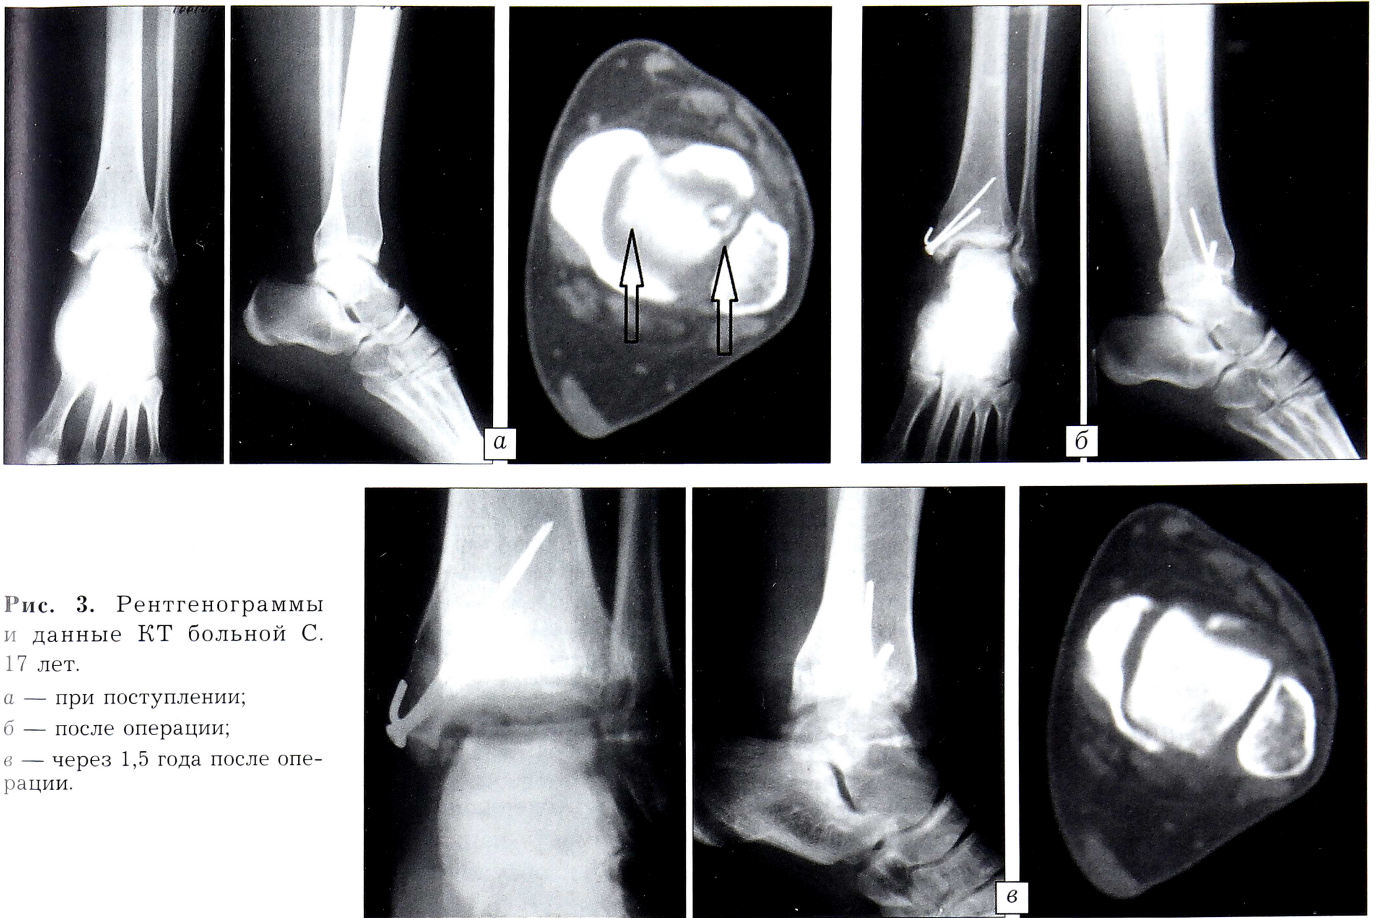 а
б
Рис. 3. Рентгенограммы
и данные КТ больной С.
17 лет.
а — при поступлении;
б — после операции;
в — через 1,5 года после опе-
рации.
в